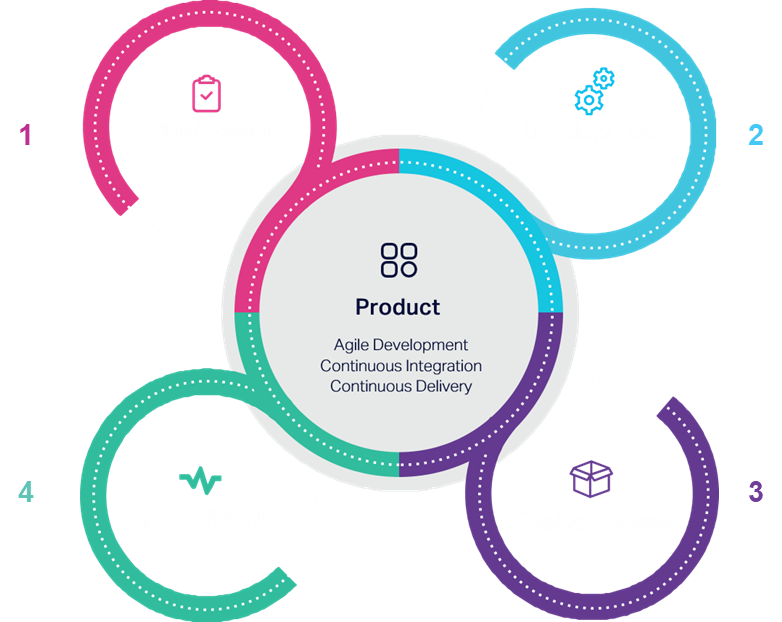 1
2
Product
Agile Development
Continuous Integration
Continuous Delivery
4
3